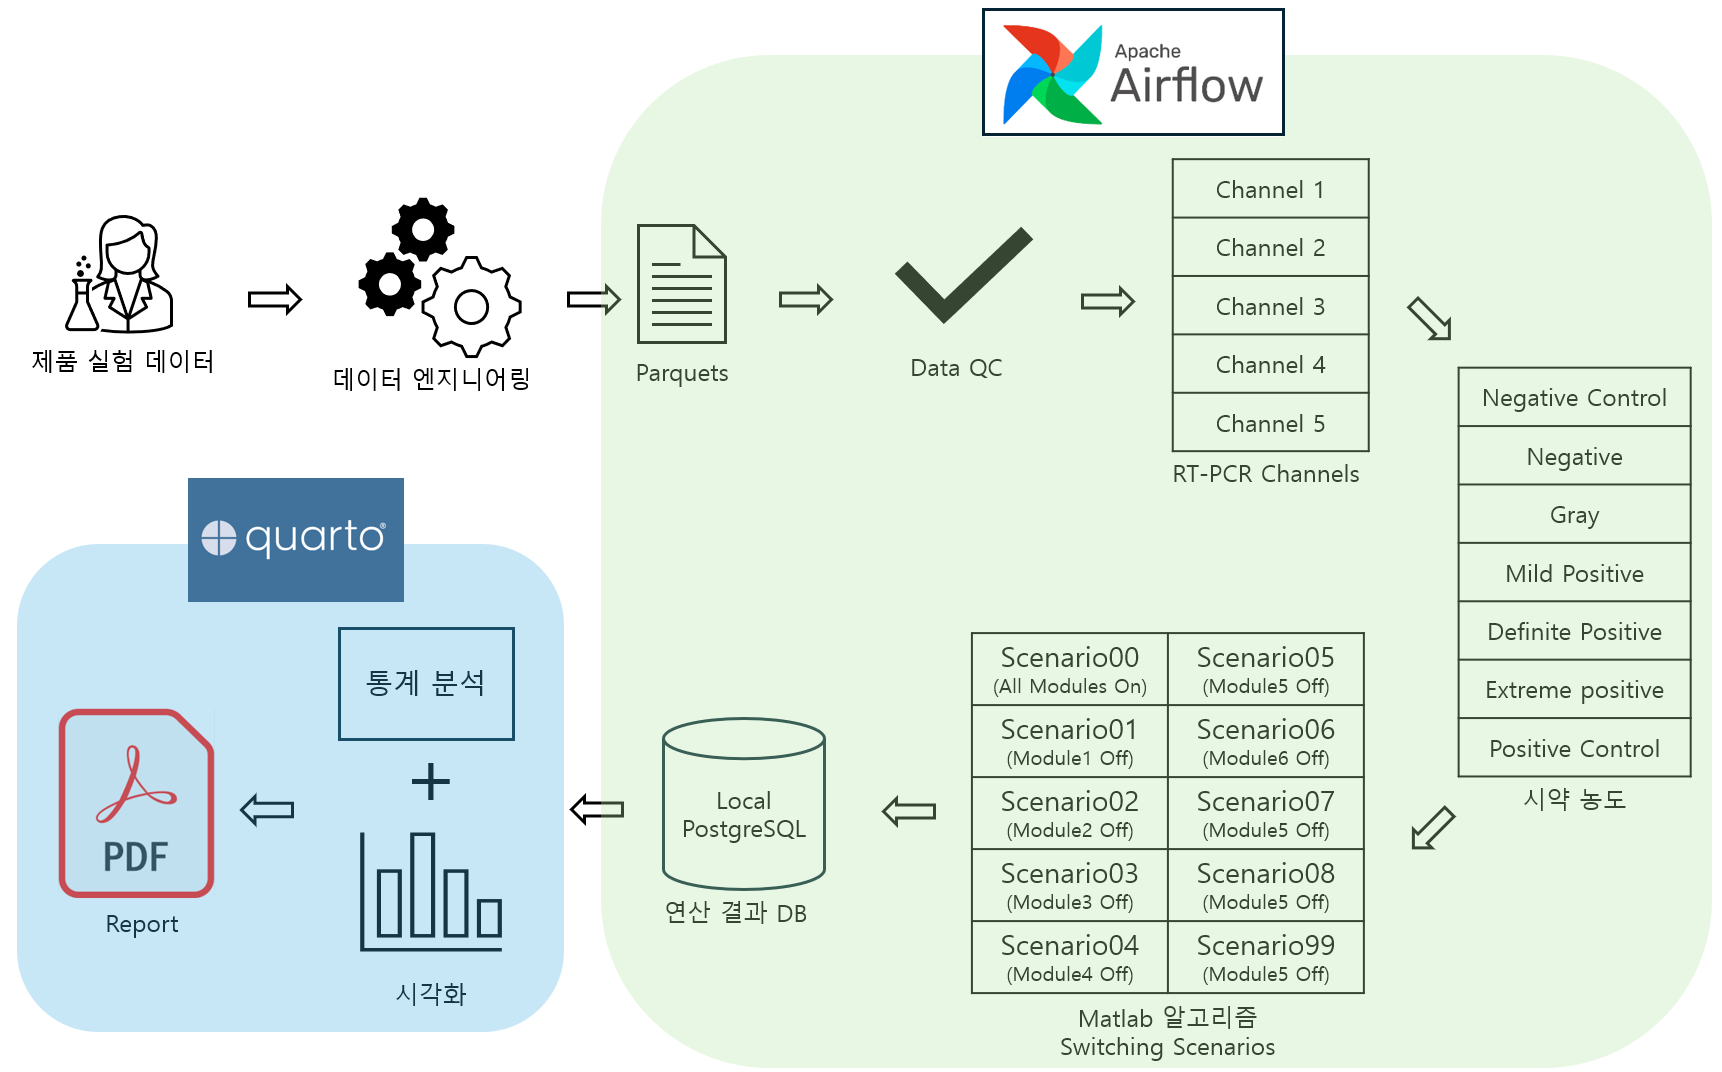 Apache
Airflow
제품 실험 데이터
데이터 엔지니어링
Parquets
Data QC
Channel 1
Channel 2
Channel 3
Channel 4
Channel 5
RT-PCR Channels
Negative Control
Negative
Gray
Mild Positive
Definite Positive
Extreme positive
Positive Control
시약 농도
Scenario00
(All Modules On)
Scenario05
(Module5 Off)
Scenario01
(Module1 Off)
Scenario06
(Module6 Off)
Scenario02
(Module2 Off)
Scenario07
(Module5 Off)
Scenario03
(Module3 Off)
Scenario08
(Module5 Off)
Scenario04
(Module4 Off)
Scenario99
(Module5 Off)
Matlab 알고리즘
Switching Scenarios
Local
PostgreSQL
연산 결과 DB
quarto®
통계 분석
+
시각화
PDF
Report